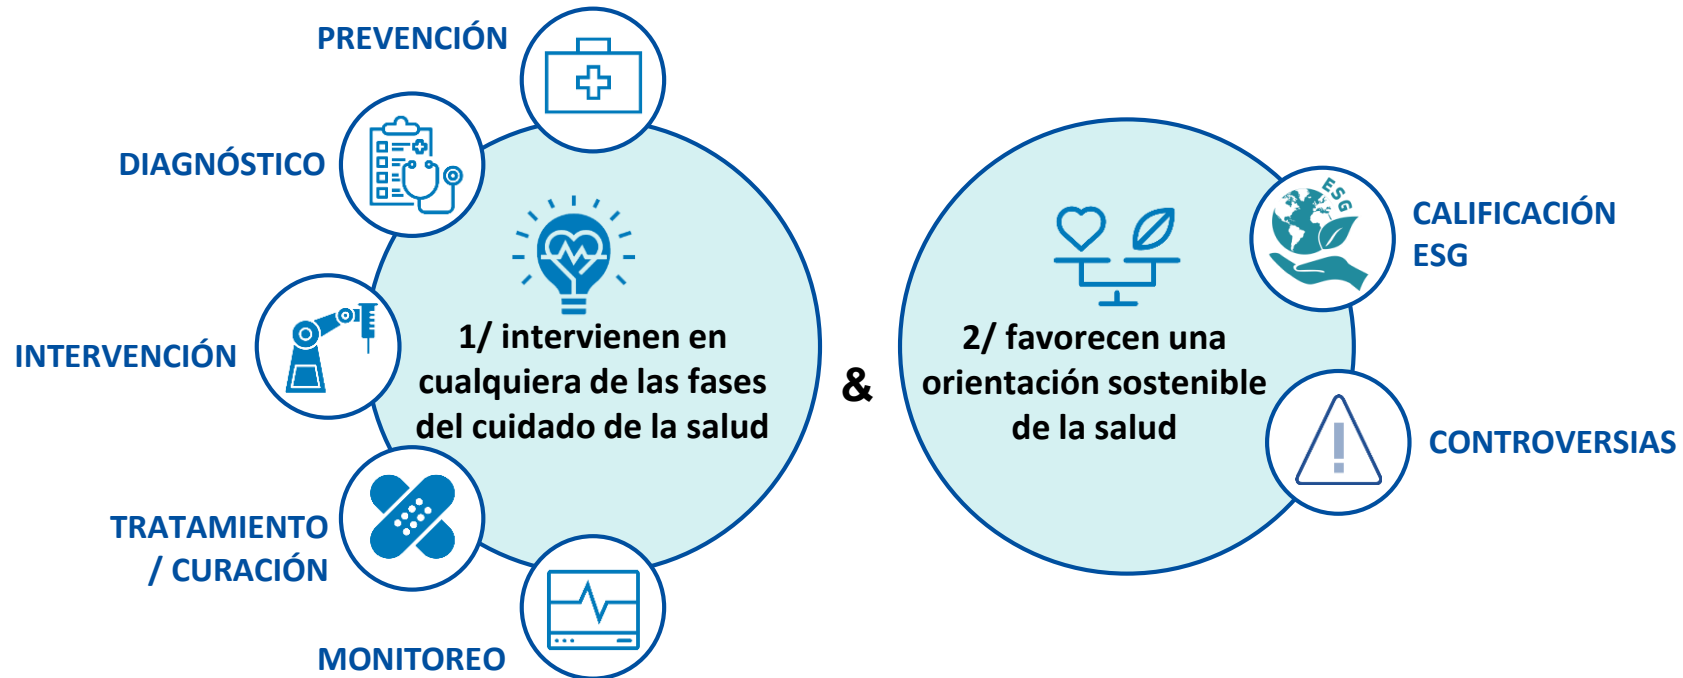 PREVENCIÓN
DIAGNÓSTICO
INTERVENCIÓN
TRATAMIENTO
/ CURACIÓN
MONITOREO
1/ intervienen en
cualquiera de las fases
del cuidado de la salud
&
2/ favorecen una
orientación sostenible
de la salud
ESG
CALIFICACIÓN
ESG
CONTROVERSIAS